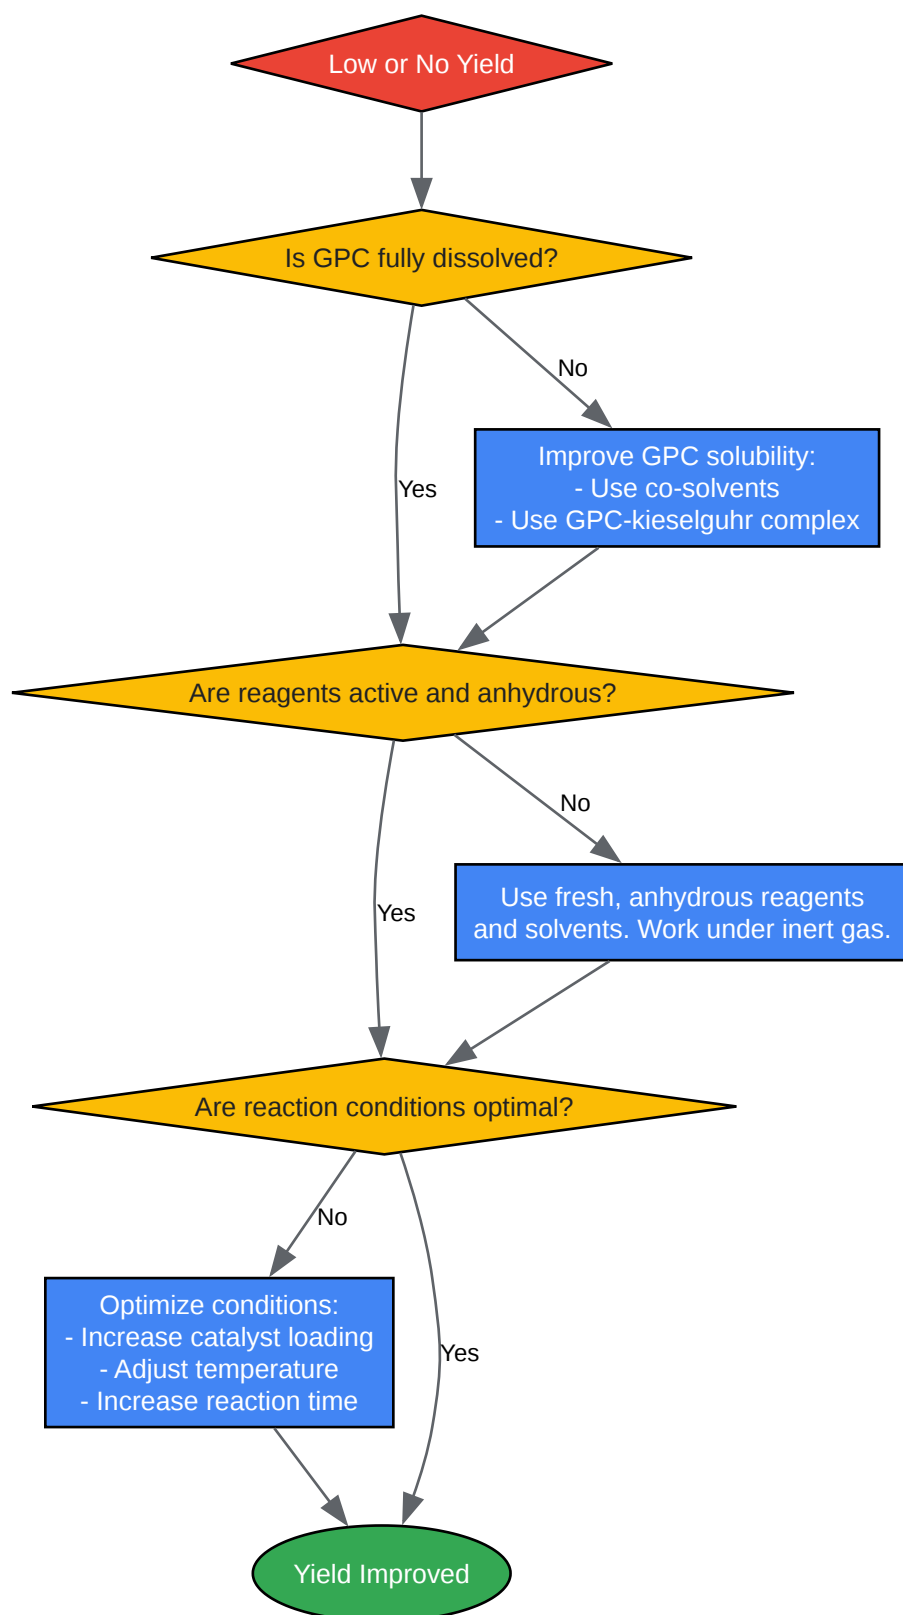 Low or No Yield
Is GPC fully dissolved?
No
Improve GPC solubility:
- Use co-solvents
- Use GPC-kieselguhr complex
Yes
Are reagents active and anhydrous?
No
Use fresh, anhydrous reagents
and solvents. Work under inert gas.
Yes
Are reaction conditions optimal?
No
Optimize conditions:
- Increase catalyst loading
- Adjust temperature
- Increase reaction time
Yes
Yield Improved